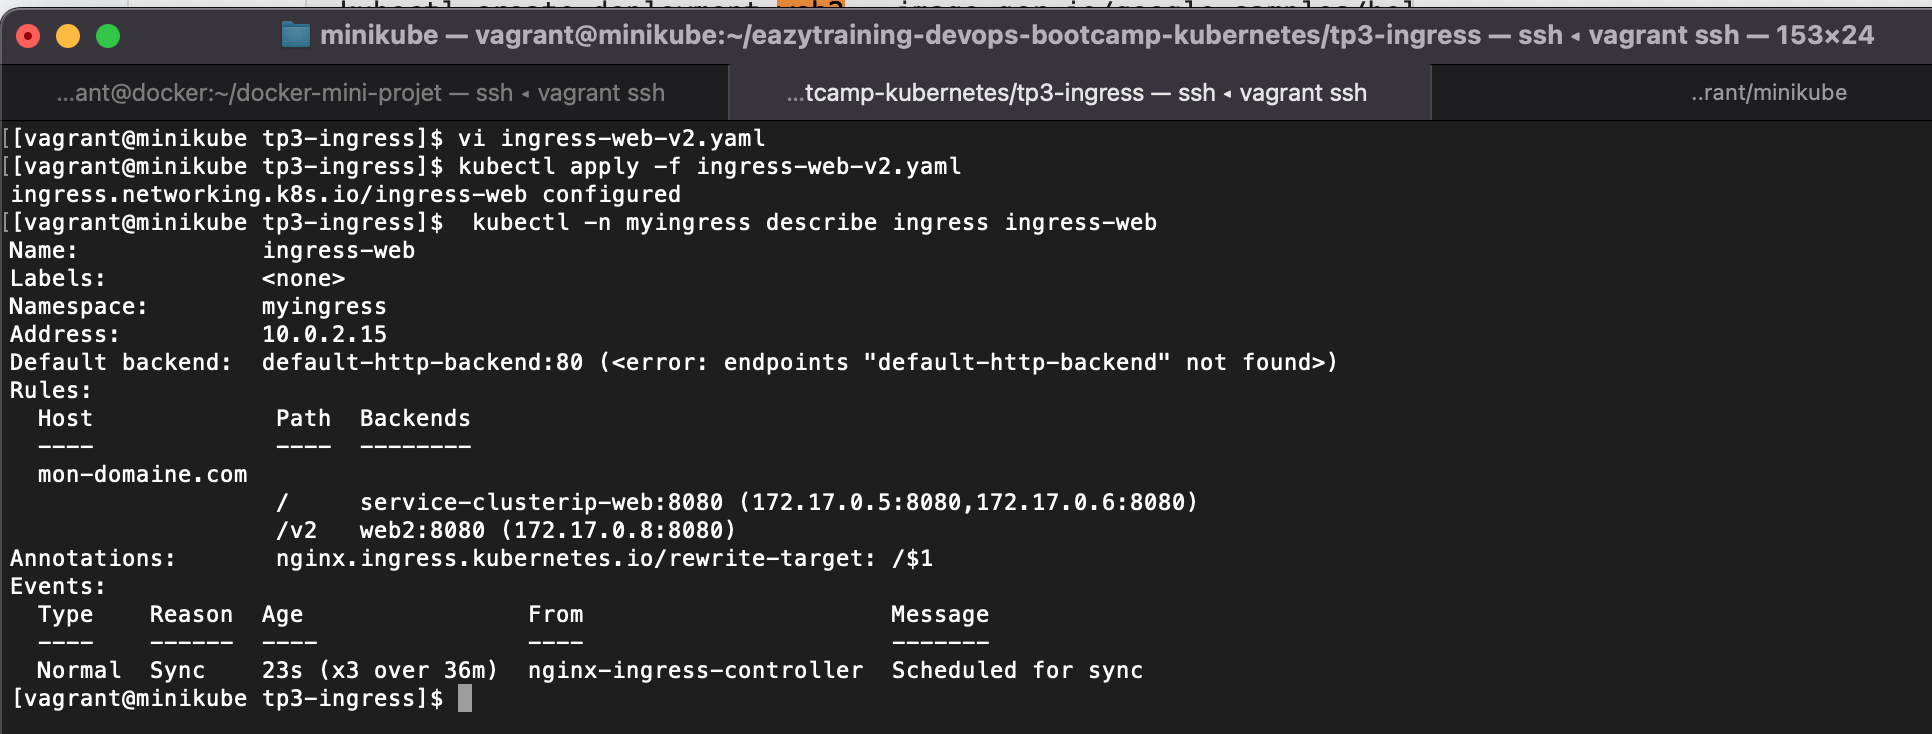 minikube — vagrant@minikube:~/eazytraining-devops-bootcamp-kubernetes/tp3-ingress — ssh ◂ vagrant ssh — 153×24
...ant@docker:~/docker-mini-projet — ssh ◂ vagrant ssh
...tcamp-kubernetes/tp3-ingress — ssh ◂ vagrant ssh
..rant/minikube
[[vagrant@minikube tp3-ingress]$ vi ingress-web-v2.yaml
[[vagrant@minikube tp3-ingress]$ kubectl apply -f ingress-web-v2.yaml
ingress.networking.k8s.io/ingress-web configured
[[vagrant@minikube tp3-ingress]$  kubectl -n myingress describe ingress ingress-web
Name:             ingress-web
Labels:           <none>
Namespace:        myingress
Address:          10.0.2.15
Default backend:  default-http-backend:80 (<error: endpoints "default-http-backend" not found>)
Rules:
  Host             Path  Backends
  ----             ----  --------
  mon-domaine.com
                   /     service-clusterip-web:8080 (172.17.0.5:8080,172.17.0.6:8080)
                   /v2   web2:8080 (172.17.0.8:8080)
Annotations:       nginx.ingress.kubernetes.io/rewrite-target: /$1
Events:
  Type    Reason  Age                From                      Message
  ----    ------  ----               ----                      -------
  Normal  Sync    23s (x3 over 36m)  nginx-ingress-controller  Scheduled for sync
[vagrant@minikube tp3-ingress]$